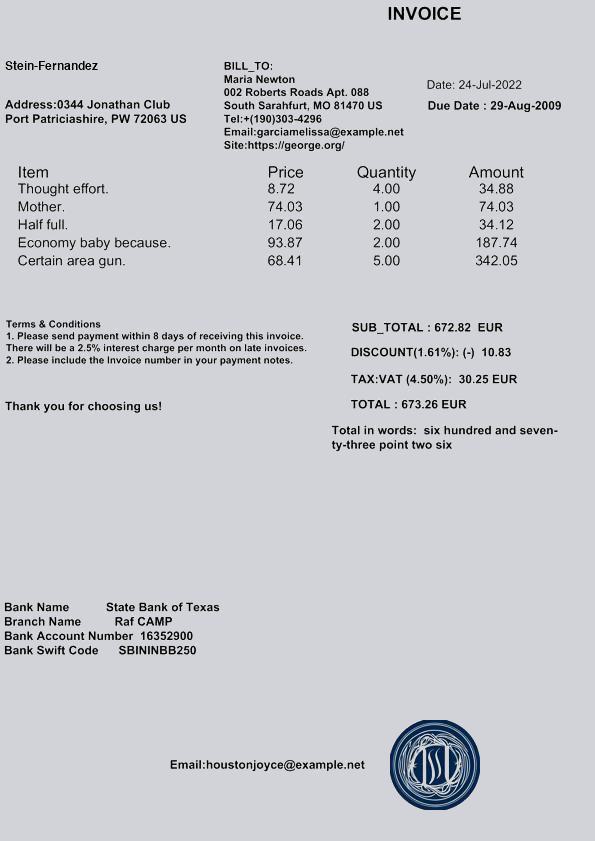 INVOICE
Stein-Fernandez
Address:0344 Jonathan Club
Port Patriciashire, PW 72063 US
BILL_TO:
Maria Newton
002 Roberts Roads Apt. 088
South Sarahfurt, MO 81470 US
Tel:+(190)303-4296
Email:garciamelissa@example.net
Site:https://george.org/
Date: 24-Jul-2022
Due Date : 29-Aug-2009
Item Price Quantity Amount
Thought effort. 8.72 4.00 34.88
Mother. 74.03 1.00 74.03
Half full. 17.06 2.00 34.12
Economy baby because. 93.87 2.00 187.74
Certain area gun. 68.41 5.00 342.05
Terms & Conditions
1. Please send payment within 8 days of receiving this invoice.
There will be a 2.5% interest charge per month on late invoices.
2. Please include the Invoice number in your payment notes.
Thank you for choosing us!
SUB_TOTAL : 672.82 EUR
DISCOUNT(1.61%): (-) 10.83
TAX:VAT (4.50%): 30.25 EUR
TOTAL : 673.26 EUR
Total in words: six hundred and seven-
ty-three point two six
Bank Name State Bank of Texas
Branch Name Raf CAMP
Bank Account Number 16352900
Bank Swift Code SBININBB250
Email:houstonjoyce@example.net